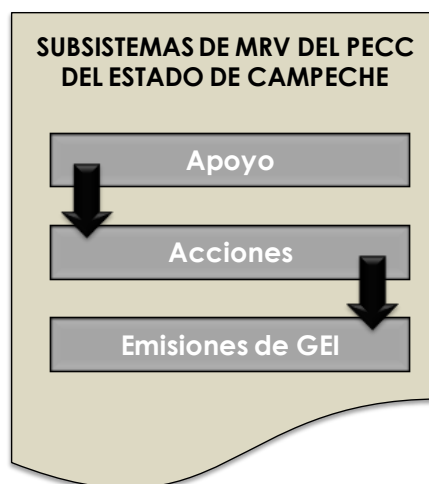 SUBSISTEMAS DE MRV DEL PECC
DEL ESTADO DE CAMPECHE
Apoyo
Acciones
Emisiones de GEI